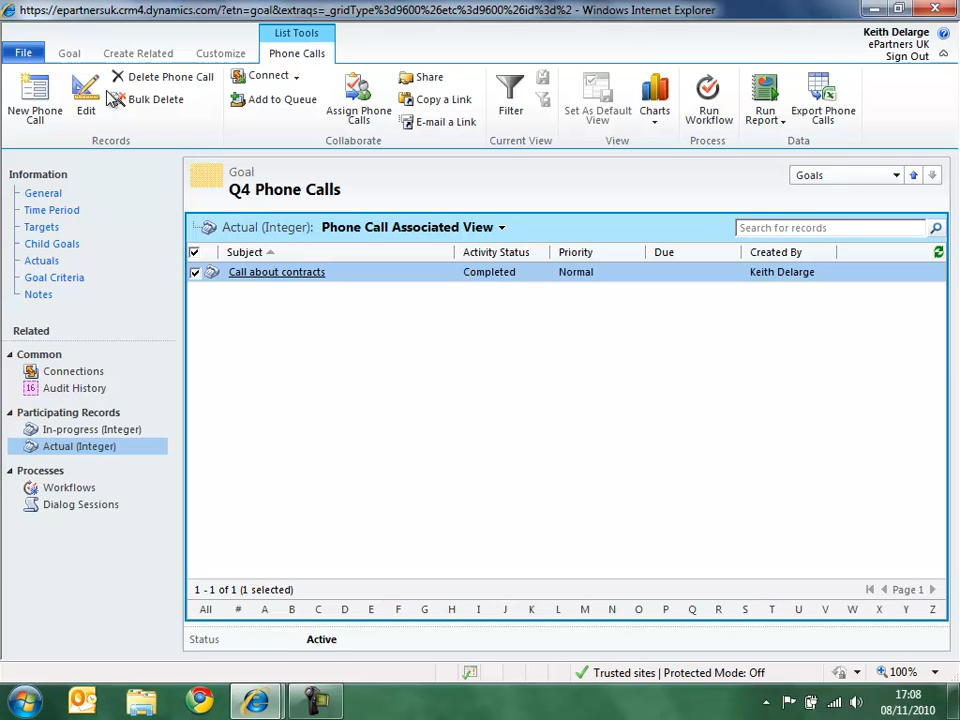 https://epartnersuk.crm4.dynamics.com/?etn=goal&extraqs=_gridType%3d9600%26etc%3d9600%26id%3d%2 - Windows Internet Explorer
File
Goal
Create Related
Customize
List Tools
Phone Calls
Keith Delarge
ePartners UK
Sign Out
New Phone Call
Edit
Delete Phone Call
Bulk Delete
Records
Connect
Add to Queue
Assign Phone Calls
Share
Copy a Link
E-mail a Link
Collaborate
Filter
Current View
Set As Default View
Charts
View
Run Workflow
Process
Run Report
Export Phone Calls
Data
Information
General
Time Period
Targets
Child Goals
Actuals
Goal Criteria
Notes
Related
Common
Connections
16
Audit History
Participating Records
In-progress (Integer)
Actual (Integer)
Processes
Workflows
Dialog Sessions
Goal
Q4 Phone Calls
Goals
Actual (Integer): Phone Call Associated View
Search for records
Subject Activity Status Priority Due Created By
Call about contracts Completed Normal Keith Delarge
1 - 1 of 1 (1 selected)
Page 1
All # A B C D E F G H I J K L M N O P Q R S T U V W X Y Z
Status Active
Trusted sites | Protected Mode: Off
100%
17:08
08/11/2010